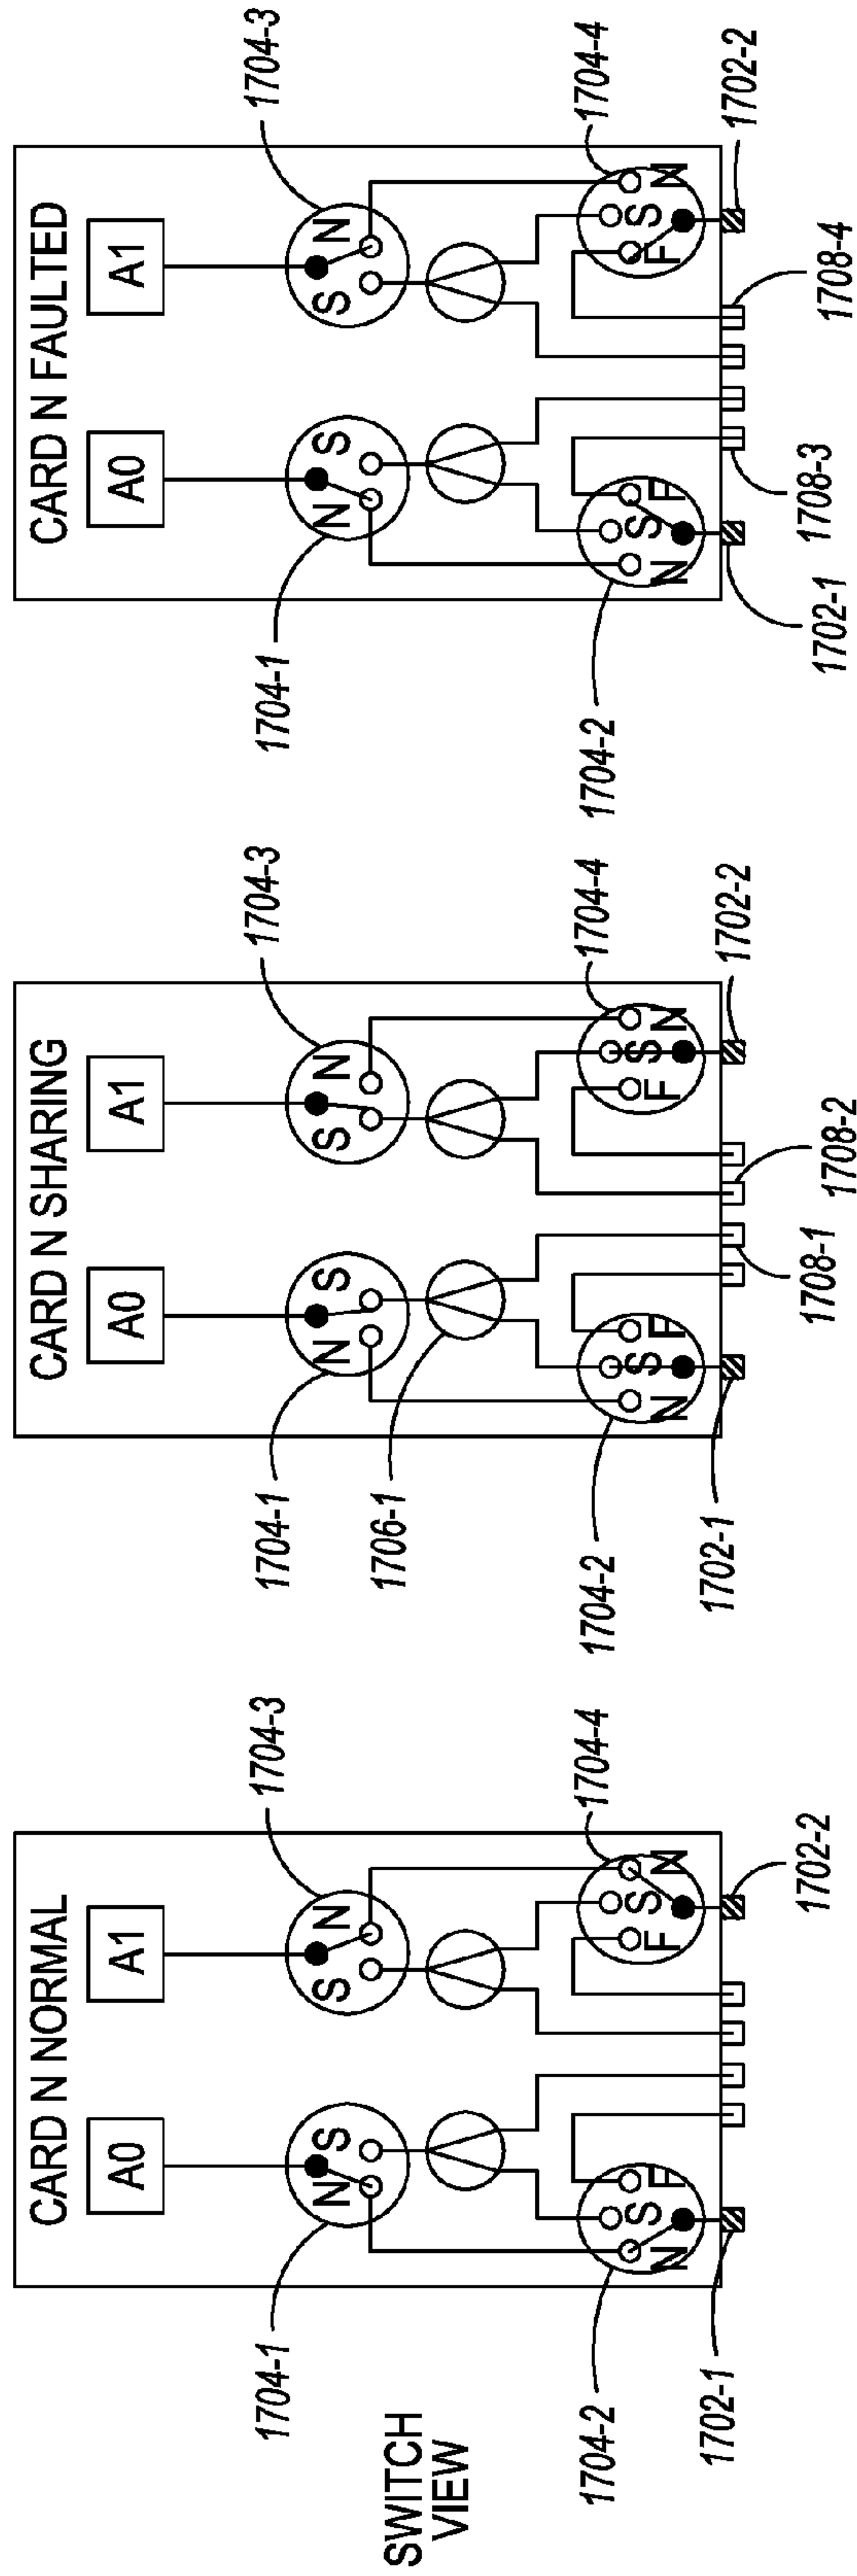 SWITCH
VIEW
CARD N NORMAL
A0
A1
1704-1
N S
S N
1704-3
1704-2
N S F
F S N
1704-4
1702-1
1702-2
CARD N SHARING
A0
A1
1704-1
N S
S N
1704-3
1706-1
1704-2
N S F
F S N
1704-4
1702-1
1708-1
1708-2
1702-2
CARD N FAULTED
A0
A1
1704-1
N S
S N
1704-3
1704-2
N S F
F S N
1704-4
1702-1
1708-3
1708-4
1702-2